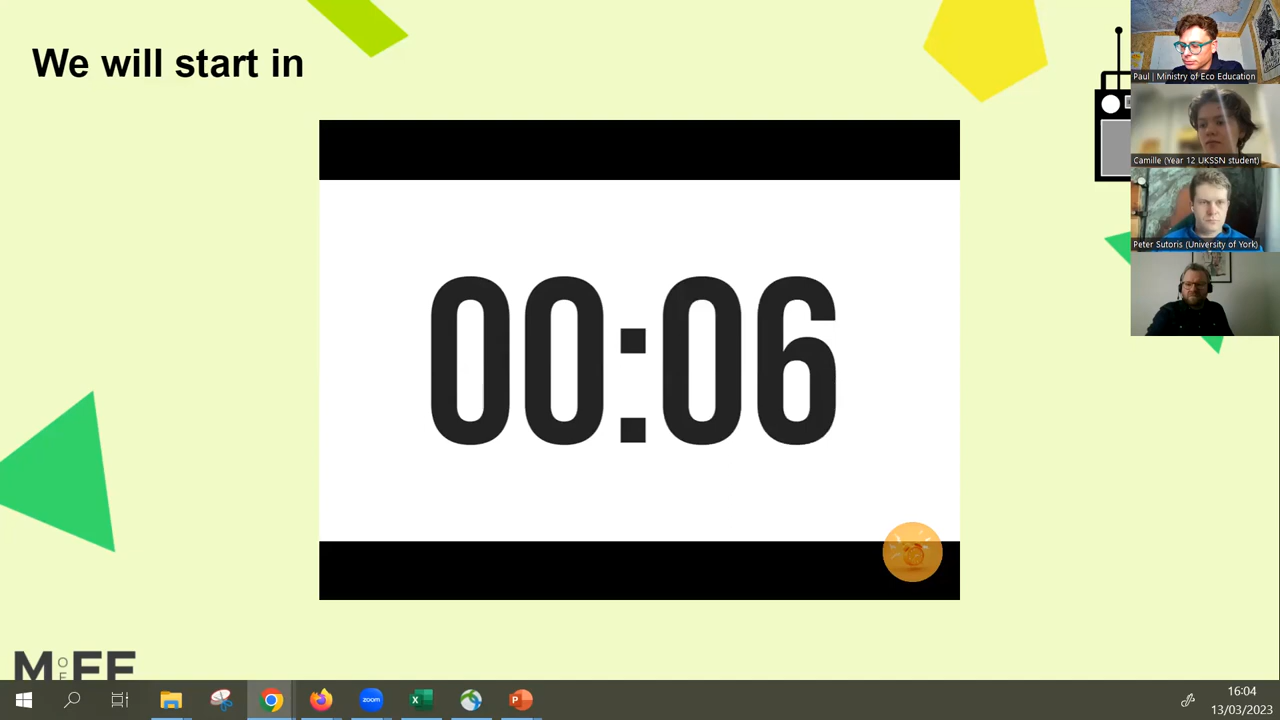 We will start in
00:06
Paul | Ministry of Eco Education
Camille (Year 12 UKSSN student)
Peter Sutoris (University of York)
zoom
16:04
13/03/2023